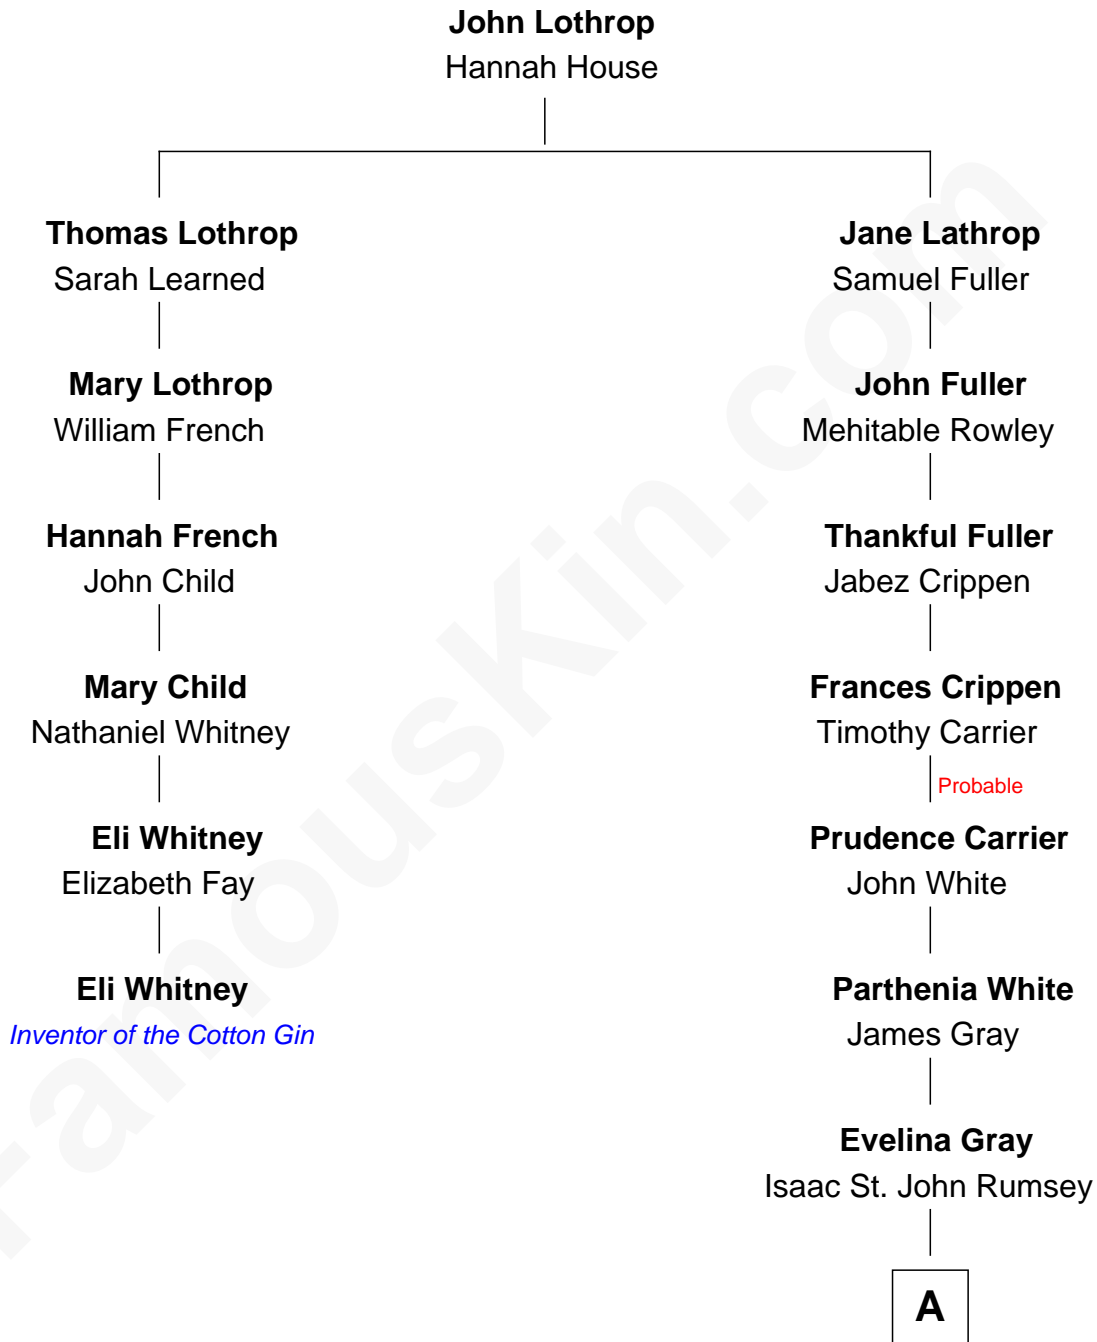 John Lothrop
Hannah House
Thomas Lothrop
Sarah Learned
Jane Lathrop
Samuel Fuller
Mary Lothrop
William French
John Fuller
Mehitable Rowley
Hannah French
John Child
Thankful Fuller
Jabez Crippen
Mary Child
Nathaniel Whitney
Frances Crippen
Timothy Carrier
Probable
Eli Whitney
Elizabeth Fay
Prudence Carrier
John White
Eli Whitney
Inventor of the Cotton Gin
Parthenia White
James Gray
Evelina Gray
Isaac St. John Rumsey
A
FamousKin.com